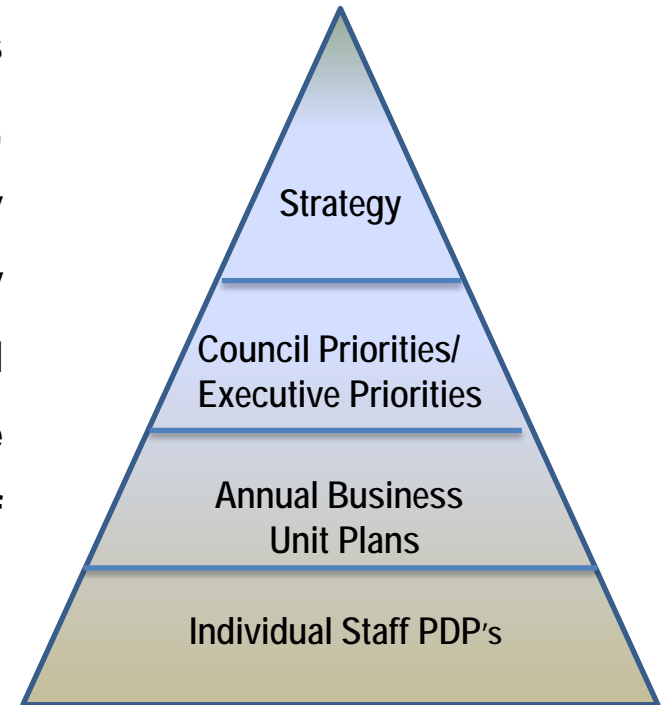 Strategy
Council Priorities/
Executive Priorities
Annual Business
Unit Plans
Individual Staff PDP's